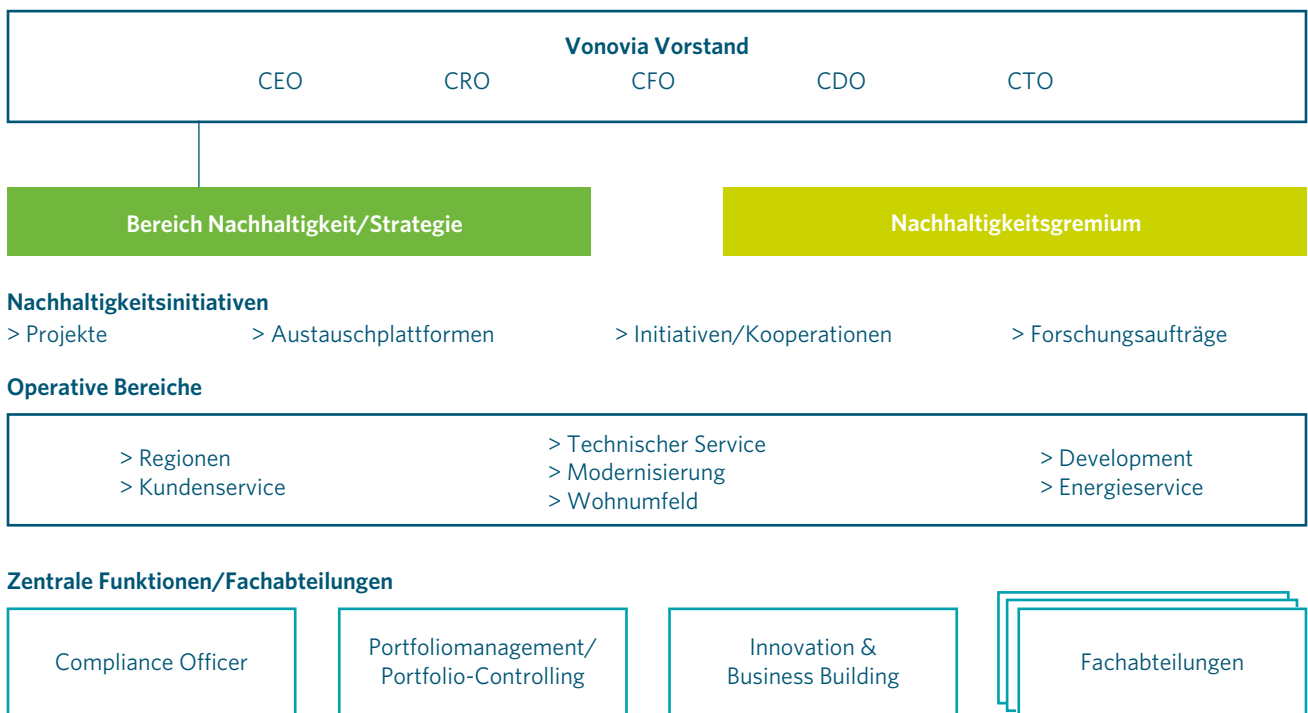 Vonovia Vorstand
CEO CRO CFO CDO CTO
Bereich Nachhaltigkeit/Strategie
Nachhaltigkeitsgremium
Nachhaltigkeitsinitiativen
> Projekte > Austauschplattformen > Initiativen/Kooperationen > Forschungsaufträge
Operative Bereiche
> Regionen
> Kundenservice
> Technischer Service
> Modernisierung
> Wohnumfeld
> Development
> Energieservice
Zentrale Funktionen/Fachabteilungen
Compliance Officer
Portfoliomanagement/
Portfolio-Controlling
Innovation &
Business Building
Fachabteilungen